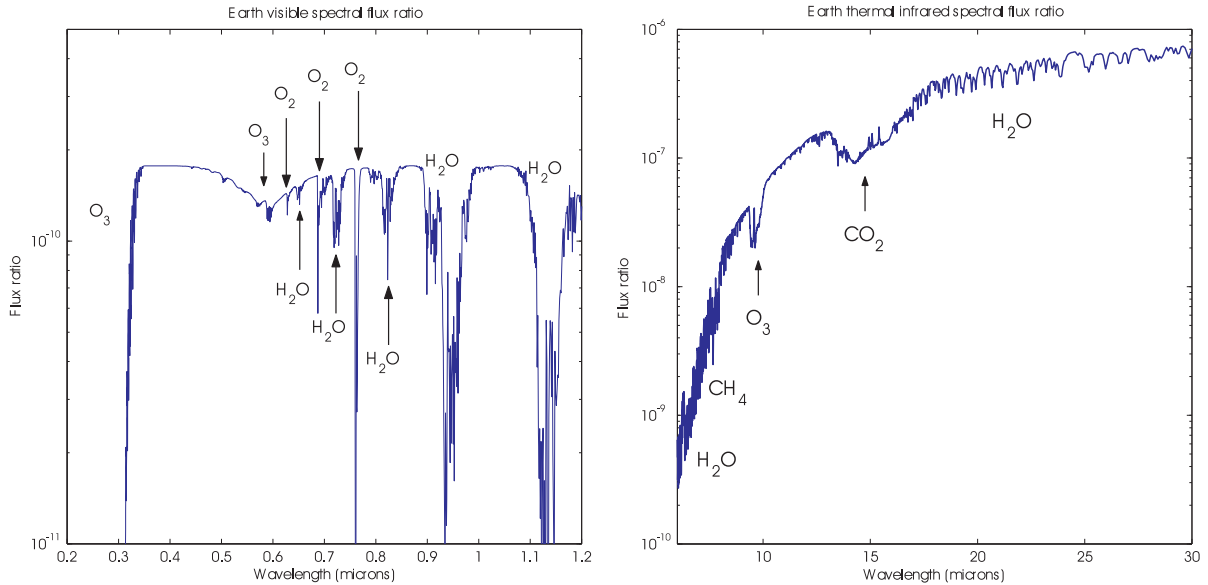 Earth visible spectral flux ratio
10^-10
10^-11
Flux ratio
O3
O3
O2
O2
O2
H2O
H2O
H2O
H2O
H2O
0.2 0.3 0.4 0.5 0.6 0.7 0.8 0.9 1 1.1 1.2
Wavelength (microns)
Earth thermal infrared spectral flux ratio
10^-6
10^-7
10^-8
10^-9
10^-10
Flux ratio
H2O
CO2
O3
CH4
H2O
10 15 20 25 30
Wavelength (microns)